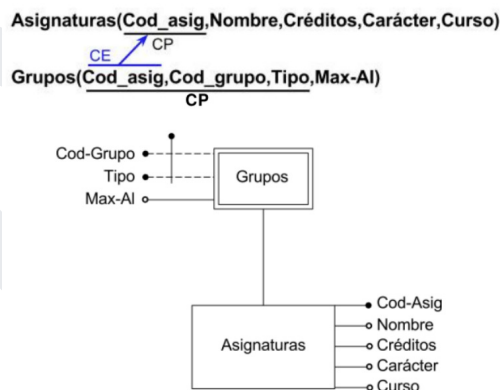 Asignaturas(Cod_asig,Nombre,Créditos,Carácter,Curso)
CE CP
Grupos(Cod_asig,Cod_grupo,Tipo,Max-Al)
CP
Cod-Grupo
Tipo
Max-Al
Grupos
Asignaturas
Cod-Asig
Nombre
Créditos
Carácter
Curso